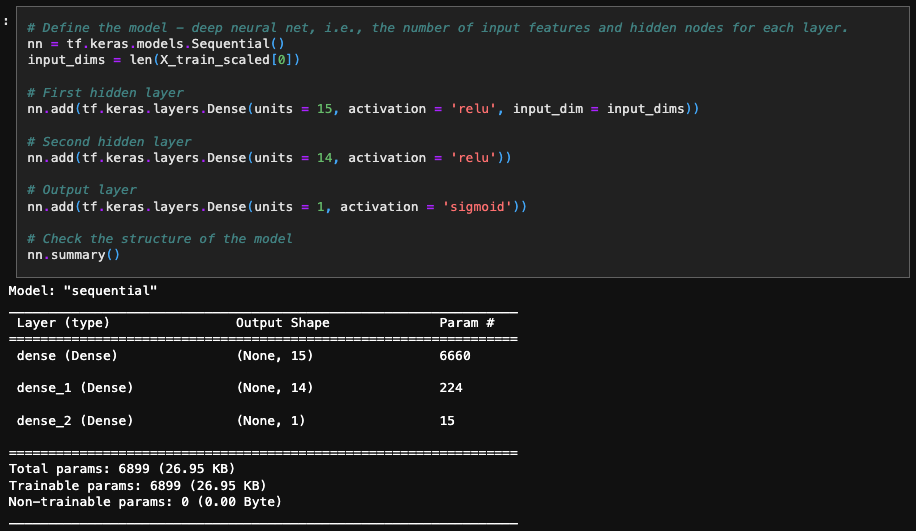 :
# Define the model – deep neural net, i.e., the number of input features and hidden nodes for each layer.
nn = tf.keras.models.Sequential()
input_dims = len(X_train_scaled[0])
# First hidden layer
nn.add(tf.keras.layers.Dense(units = 15, activation = 'relu', input_dim = input_dims))
# Second hidden layer
nn.add(tf.keras.layers.Dense(units = 14, activation = 'relu'))
# Output layer
nn.add(tf.keras.layers.Dense(units = 1, activation = 'sigmoid'))
# Check the structure of the model
nn.summary()
Model: "sequential"
Layer (type) Output Shape Param #
dense (Dense) (None, 15) 6660
dense_1 (Dense) (None, 14) 224
dense_2 (Dense) (None, 1) 15
Total params: 6899 (26.95 KB)
Trainable params: 6899 (26.95 KB)
Non-trainable params: 0 (0.00 Byte)